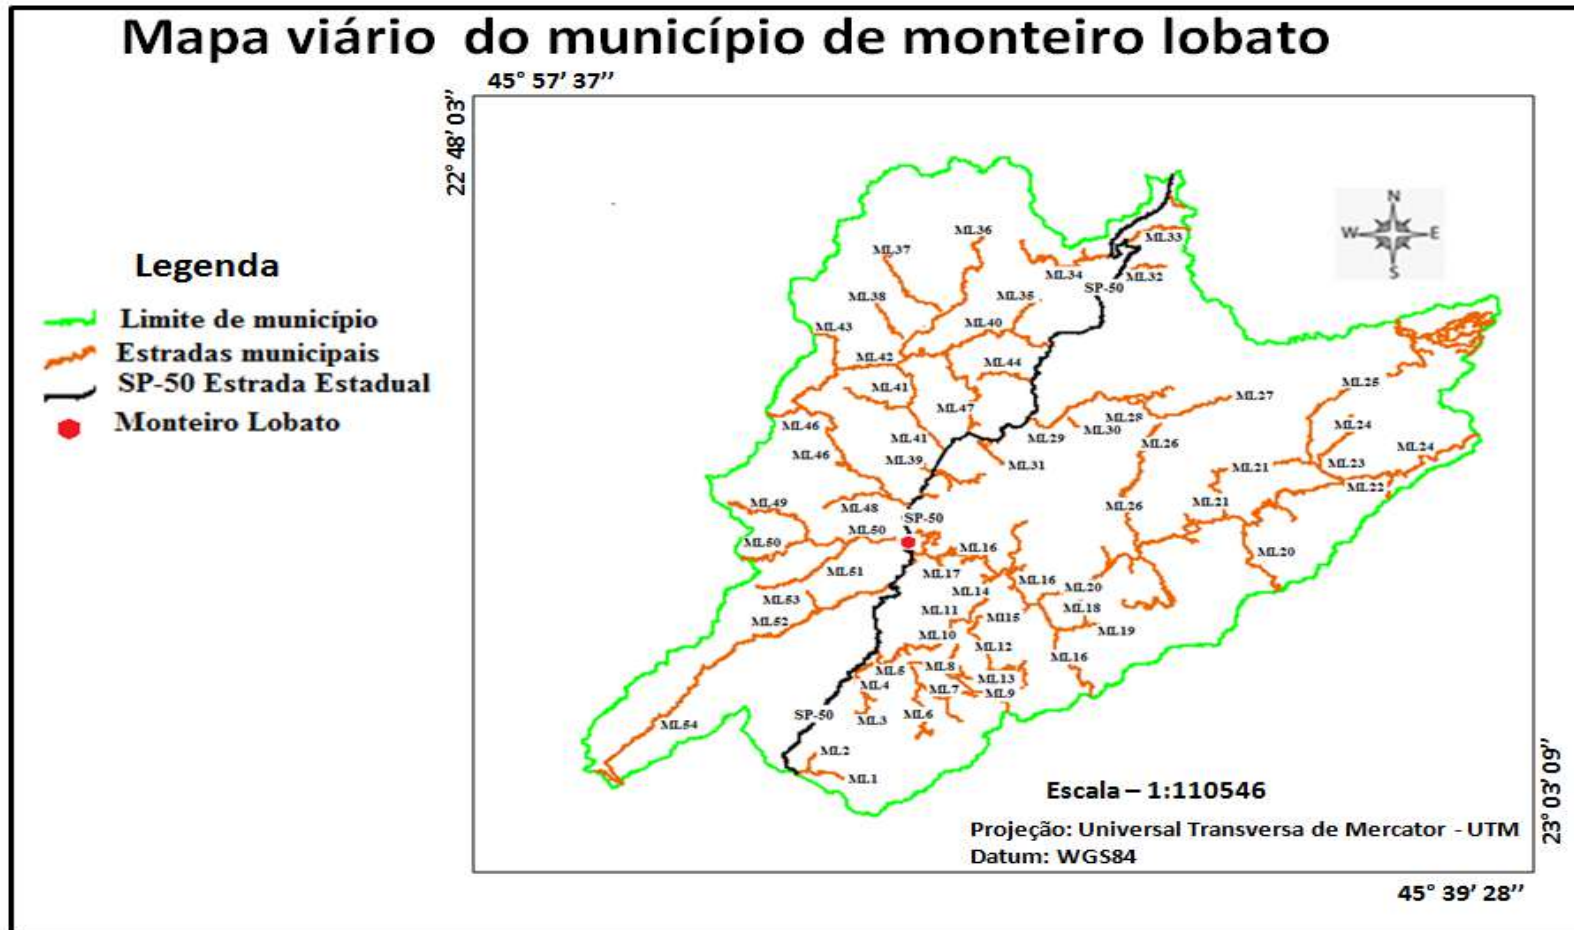 Mapa viário do município de monteiro lobato
45° 57' 37''
22° 48' 03''
N
W E
S
Legenda
Limite de município
Estradas municipais
SP-50 Estrada Estadual
Monteiro Lobato
ML36
ML37
ML33
ML34
ML32
SP-50
ML38
ML35
ML43
ML40
ML42
ML44
ML41
ML25
ML27
ML47
ML28
ML46
ML29
ML30
ML24
ML41
ML26
ML24
ML46
ML39
ML31
ML21
ML23
ML22
ML49
ML48
ML21
ML26
SP-50
ML50
ML50
ML16
ML20
ML51
ML17
ML16
ML20
ML14
ML53
ML11
Ml15
ML18
ML52
ML10
ML19
ML12
ML16
ML5
ML8
ML4
ML13
ML7
ML9
SP-50
ML3
ML6
ML54
ML2
ML1
Escala – 1:110546
Projeção: Universal Transversa de Mercator - UTM
Datum: WGS84
23° 03' 09''
45° 39' 28''